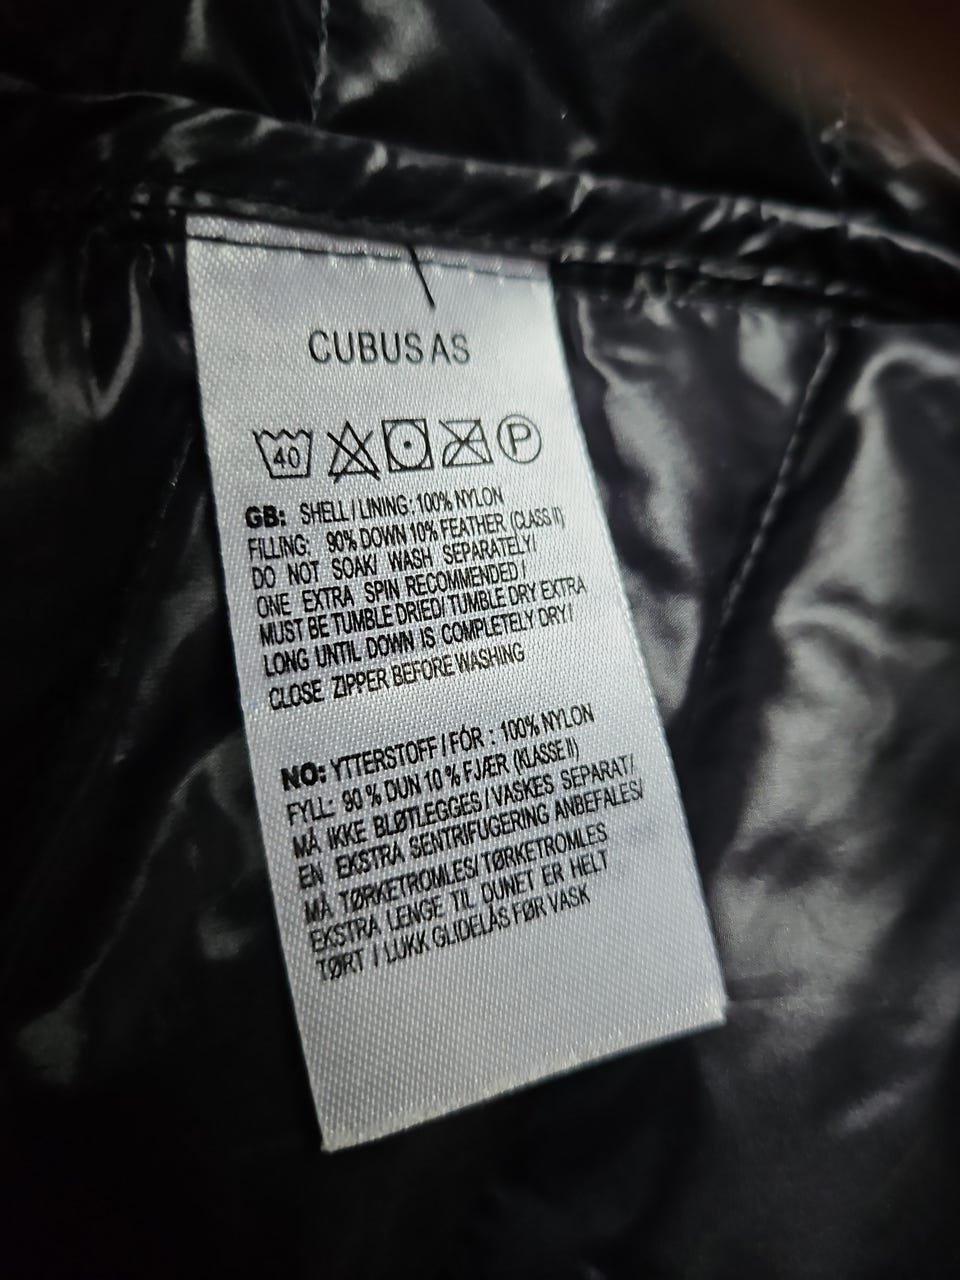 CUBUS AS
40 P
GB: SHELL / LINING: 100% NYLON
FILLING: 90% DOWN 10% FEATHER (CLASS II)
DO NOT SOAK/ WASH SEPARATELY/
ONE EXTRA SPIN RECOMMENDED /
MUST BE TUMBLE DRIED/ TUMBLE DRY EXTRA
LONG UNTIL DOWN IS COMPLETELY DRY/
CLOSE ZIPPER BEFORE WASHING
NO: YTTERSTOFF / FÓR : 100% NYLON
FYLL: 90 % DUN 10 % FJÆR (KLASSE II)
MÅ IKKE BLØTLEGGES / VASKES SEPARAT/
EN EKSTRA SENTRIFUGERING ANBEFALES/
MÅ TØRKETROMLES/ TØRKETROMLES
EKSTRA LENGE TIL DUNET ER HELT
TØRT / LUKK GLIDELÅS FØR VASK